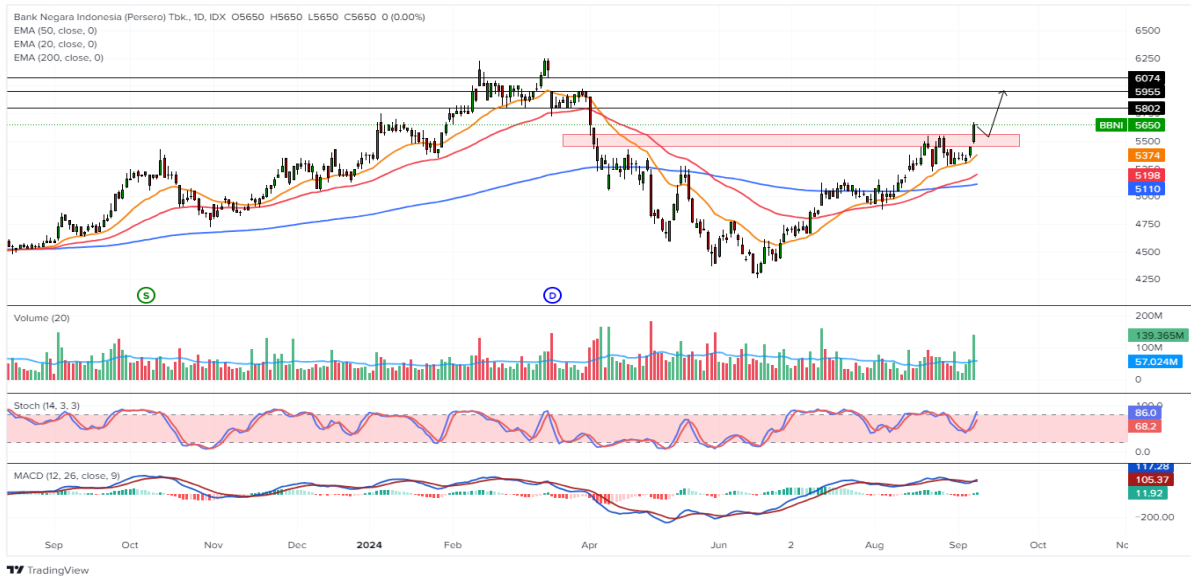 Bank Negara Indonesia (Persero) Tbk., 1D, IDX O5650 H5650 L5650 C5650 0 (0.00%)
EMA (50, close, 0)
EMA (20, close, 0)
EMA (200, close, 0)
6500
6250
6074
5955
5802
BBNI 5650
5500
5374
5198
5110
4750
4500
4250
S
D
Volume (20)
200M
139.365M
100M
57.024M
0
Stoch (14, 3, 3)
100.0
86.0
68.2
0.0
MACD (12, 26, close, 9)
117.28
105.37
11.92
−200.00
Sep Oct Nov Dec 2024 Feb Apr Jun 2 Aug Sep Oct Nc
TradingView